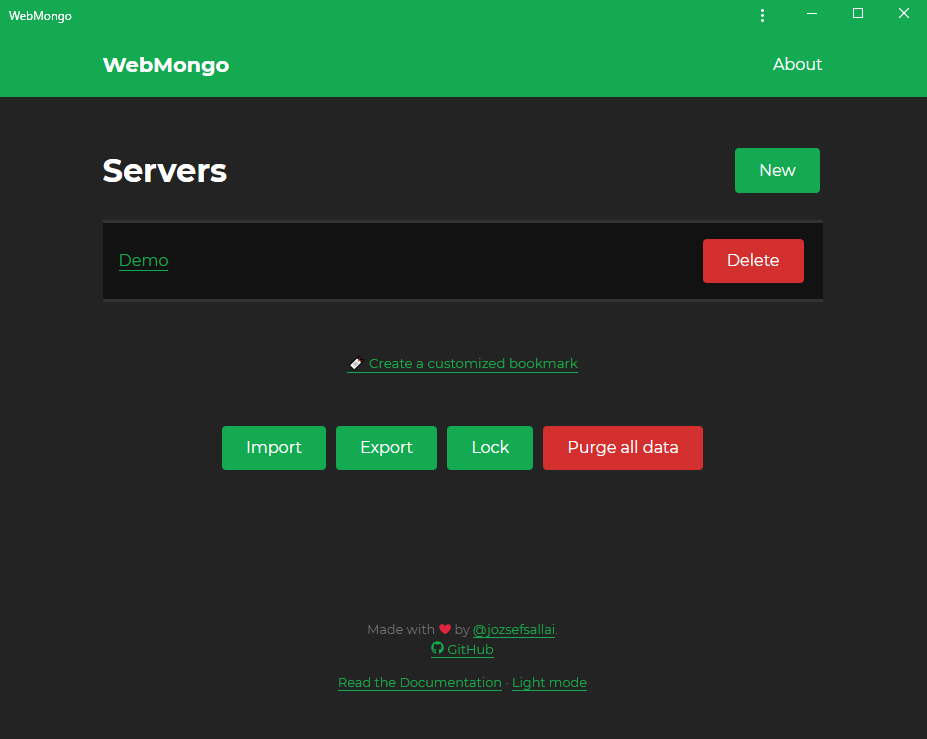 WebMongo
WebMongo About
Servers New
Demo Delete
Create a customized bookmark
Import Export Lock Purge all data
Made with ❤ by @jozsefsallai.
GitHub
Read the Documentation · Light mode